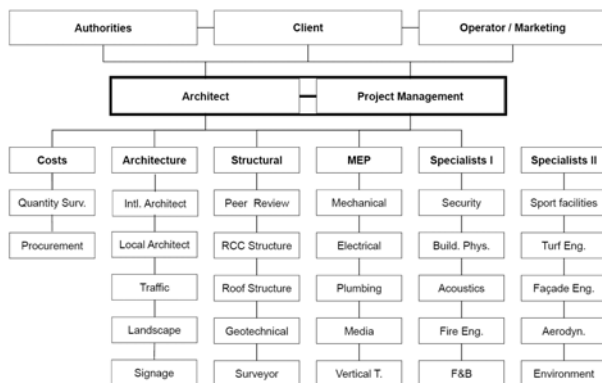 Authorities
Client
Operator / Marketing
Architect
Project Management
Costs
Architecture
Structural
MEP
Specialists I
Specialists II
Quantity Surv.
Intl. Architect
Peer Review
Mechanical
Security
Sport facilities
Procurement
Local Architect
RCC Structure
Electrical
Build. Phys.
Turf Eng.
Traffic
Roof Structure
Plumbing
Acoustics
Façade Eng.
Landscape
Geotechnical
Media
Fire Eng.
Aerodyn.
Signage
Surveyor
Vertical T.
F&B
Environment